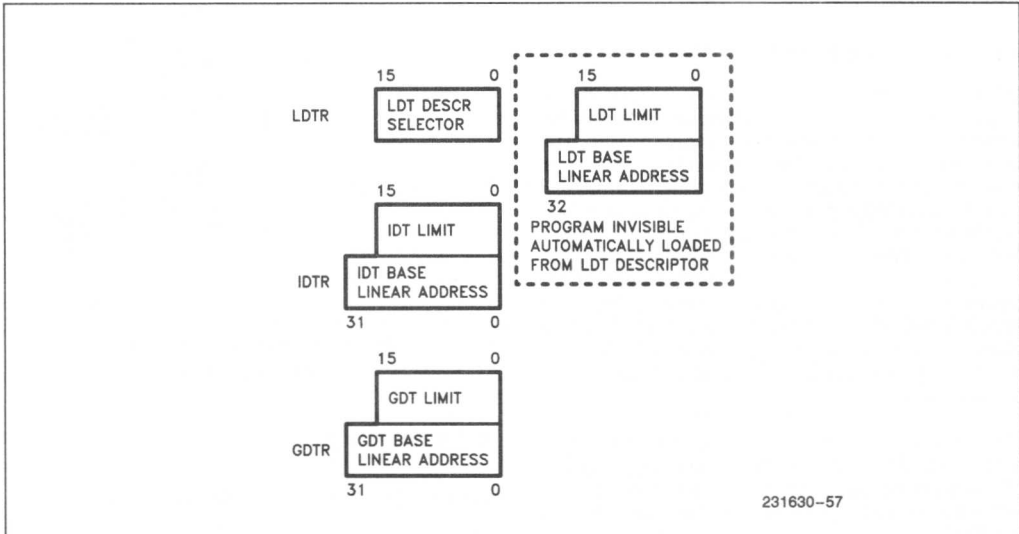 15 0
LDTR
LDT DESCR
SELECTOR
15 0
LDT LIMIT
LDT BASE
LINEAR ADDRESS
32
PROGRAM INVISIBLE
AUTOMATICALLY LOADED
FROM LDT DESCRIPTOR
15 0
IDTR
IDT LIMIT
IDT BASE
LINEAR ADDRESS
31 0
15 0
GDTR
GDT LIMIT
GDT BASE
LINEAR ADDRESS
31 0
231630-57